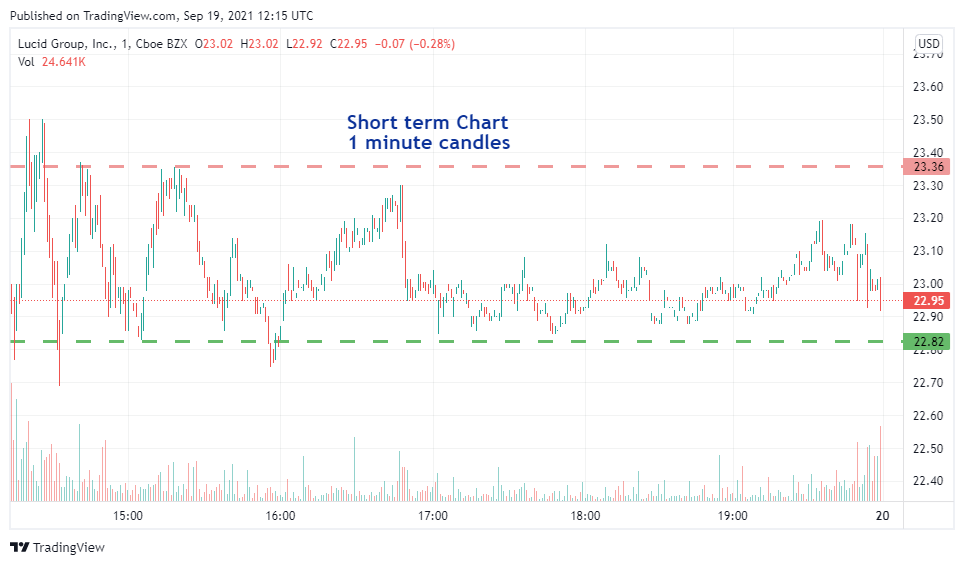 Published on TradingView.com, Sep 19, 2021 12:15 UTC
Lucid Group, Inc., 1, Cboe BZX O23.02 H23.02 L22.92 C22.95 −0.07 (−0.28%)
Vol 24.641K
USD
23.70
23.60
Short term Chart
1 minute candles
23.50
23.40
23.36
23.30
23.20
23.10
23.00
22.95
22.90
22.82
22.80
22.70
22.60
22.50
22.40
15:00 16:00 17:00 18:00 19:00 20
TradingView